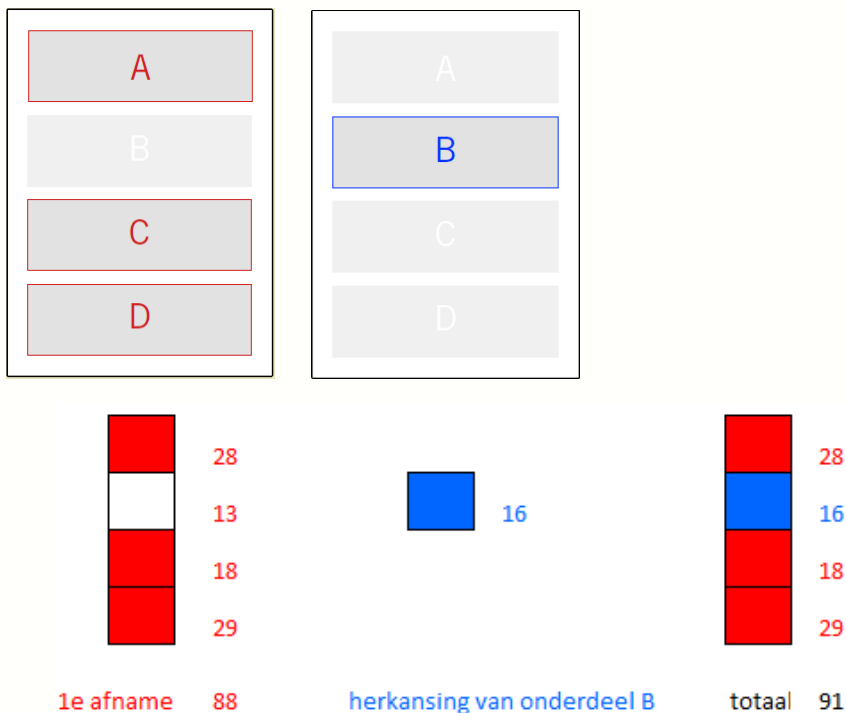 A
B
C
D
A
B
C
D
28
13
18
29
16
28
16
18
29
1e afname 88
herkansing van onderdeel B
totaal 91